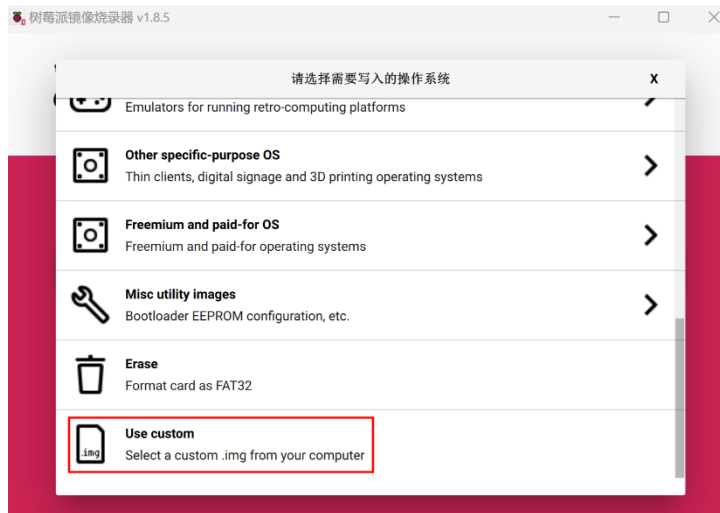 树莓派镜像烧录器 v1.8.5
请选择需要写入的操作系统
X
Emulators for running retro-computing platforms
Other specific-purpose OS
Thin clients, digital signage and 3D printing operating systems
Freemium and paid-for OS
Freemium and paid-for operating systems
Misc utility images
Bootloader EEPROM configuration, etc.
Erase
Format card as FAT32
Use custom
.img
Select a custom .img from your computer